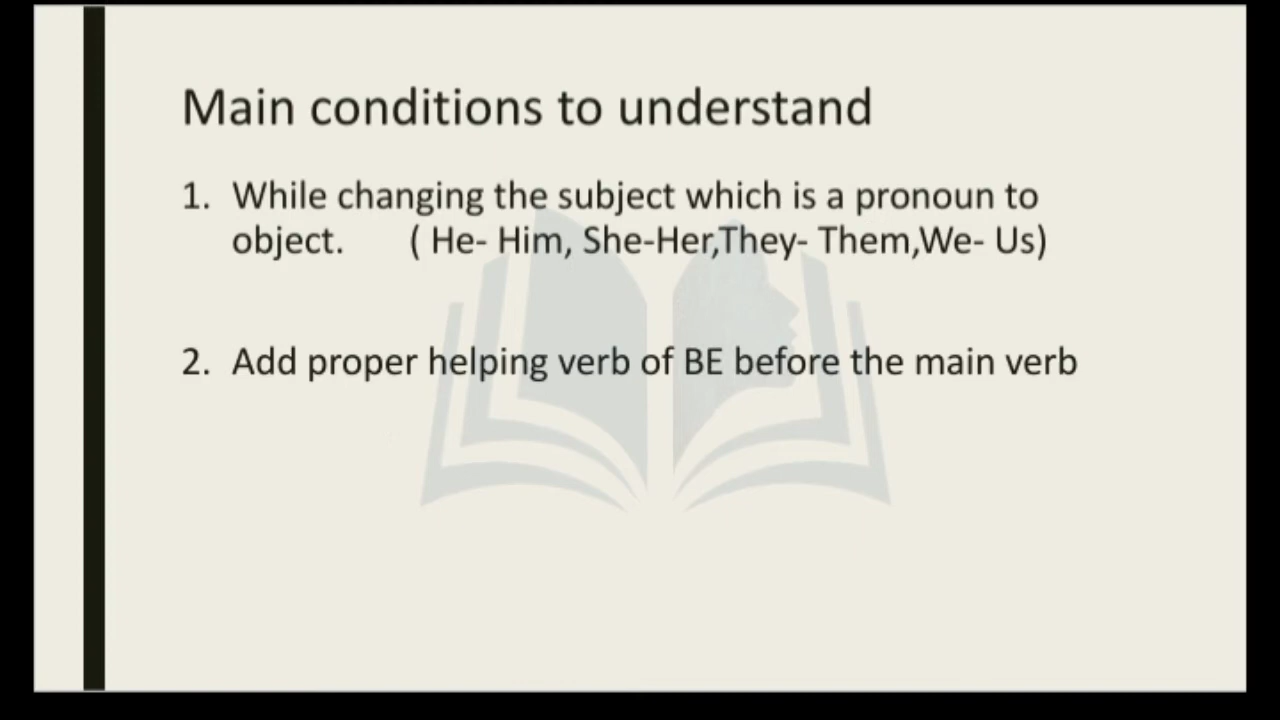 Main conditions to understand
1. While changing the subject which is a pronoun to
object. ( He- Him, She-Her,They- Them,We- Us)
2. Add proper helping verb of BE before the main verb